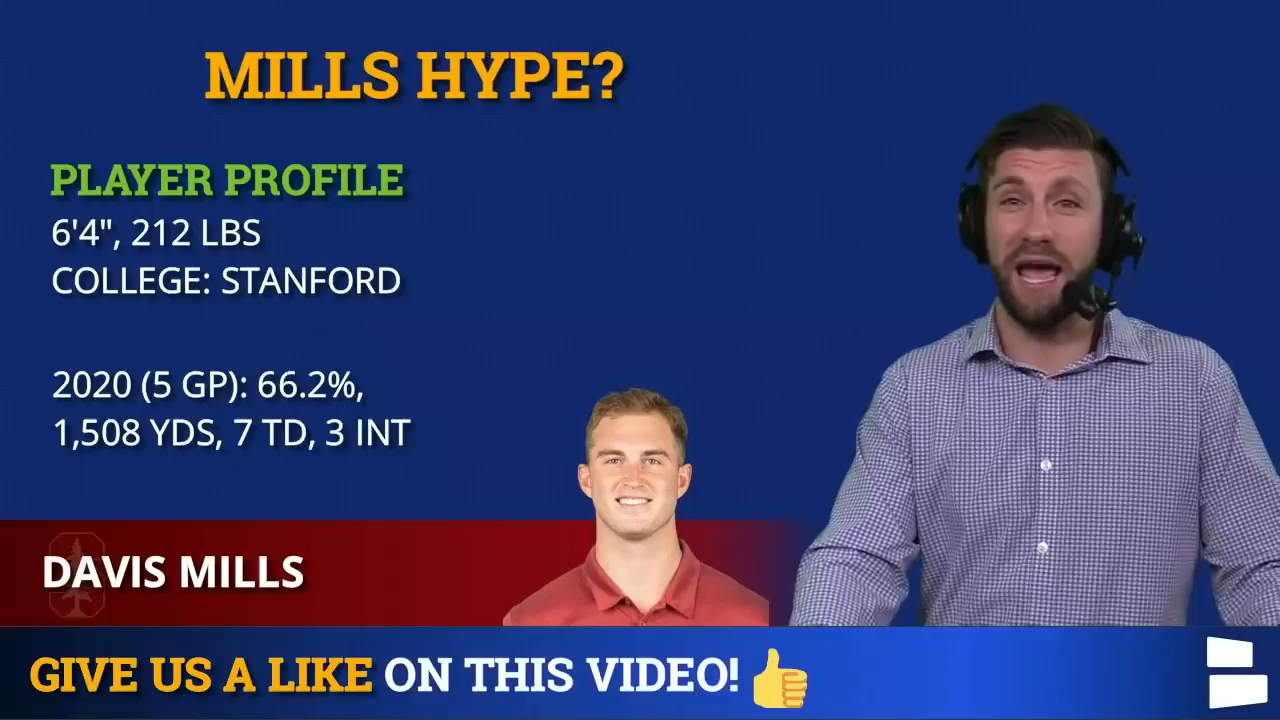 MILLS HYPE?
PLAYER PROFILE
6'4", 212 LBS
COLLEGE: STANFORD
2020 (5 GP): 66.2%,
1,508 YDS, 7 TD, 3 INT
DAVIS MILLS
GIVE US A LIKE ON THIS VIDEO!